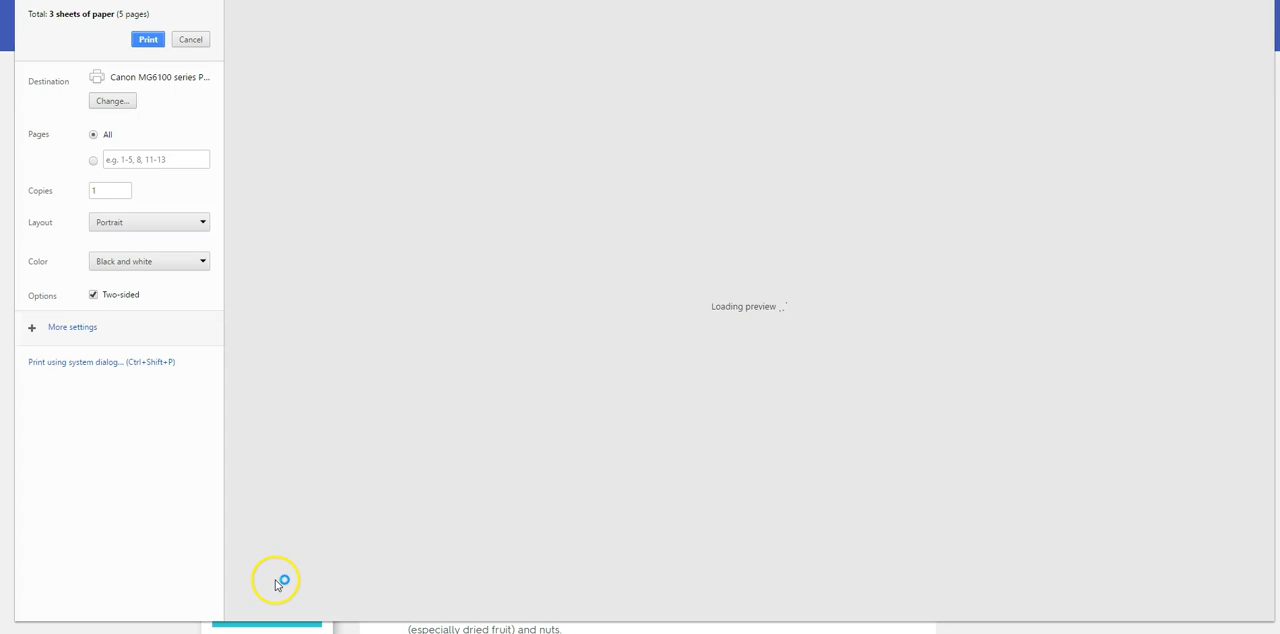 Total: 3 sheets of paper (5 pages)
Print Cancel
Destination Canon MG6100 series P...
Change...
Pages All
e.g. 1-5, 8, 11-13
Copies 1
Layout Portrait
Color Black and white
Options Two-sided
More settings
Print using system dialog... (Ctrl+Shift+P)
Loading preview
(especially dried fruit) and nuts.